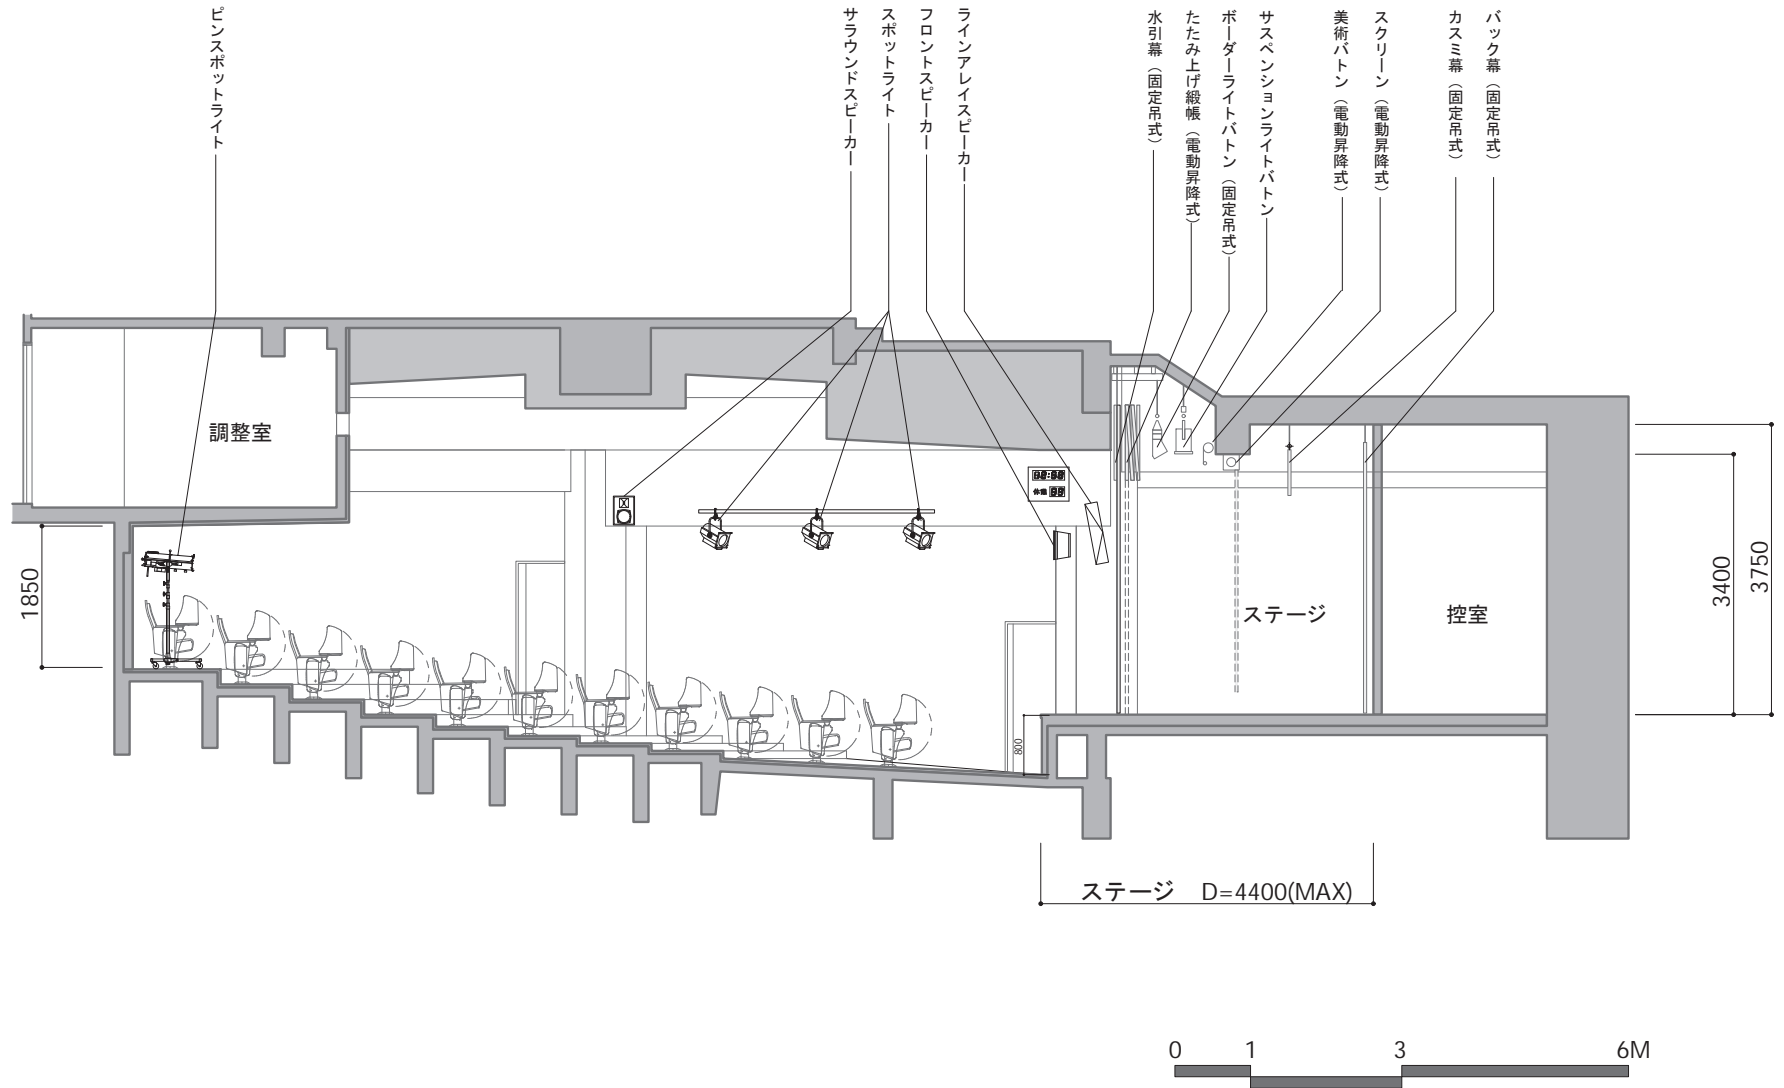 ピンスポットライト
サラウンドスピーカー
スポットライト
フロントスピーカー
ラインアレイスピーカー
水引幕（固定吊式）
たたみ上げ緞帳（電動昇降式）
ボーダーライトバトン（固定吊式）
サスペンションライトバトン
美術バトン（電動昇降式）
スクリーン（電動昇降式）
カスミ幕（固定吊式）
バック幕（固定吊式）
調整室
88:88
休憩 88
1850
ステージ
控室
3400
3750
800
ステージ D=4400(MAX)
0 1 3 6M